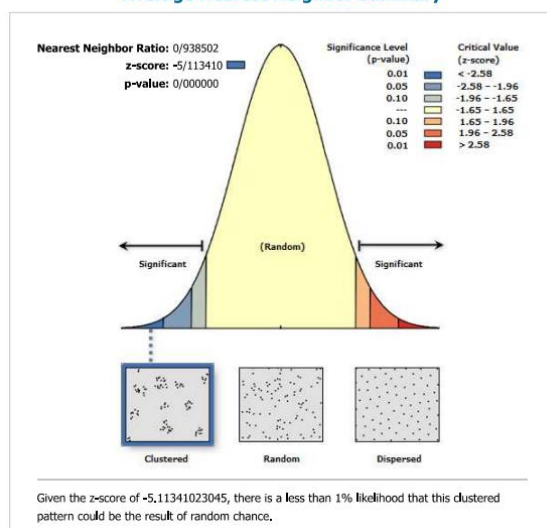 Nearest Neighbor Ratio: 0/938502
z-score: -5/113410
p-value: 0/000000
Significance Level
(p-value)
Critical Value
(z-score)
0.01 < -2.58
0.05 -2.58 – -1.96
0.10 -1.96 – -1.65
--- -1.65 – 1.65
0.10 1.65 – 1.96
0.05 1.96 – 2.58
0.01 > 2.58
Significant
(Random)
Significant
Clustered
Random
Dispersed
Given the z-score of -5.11341023045, there is a less than 1% likelihood that this clustered
pattern could be the result of random chance.